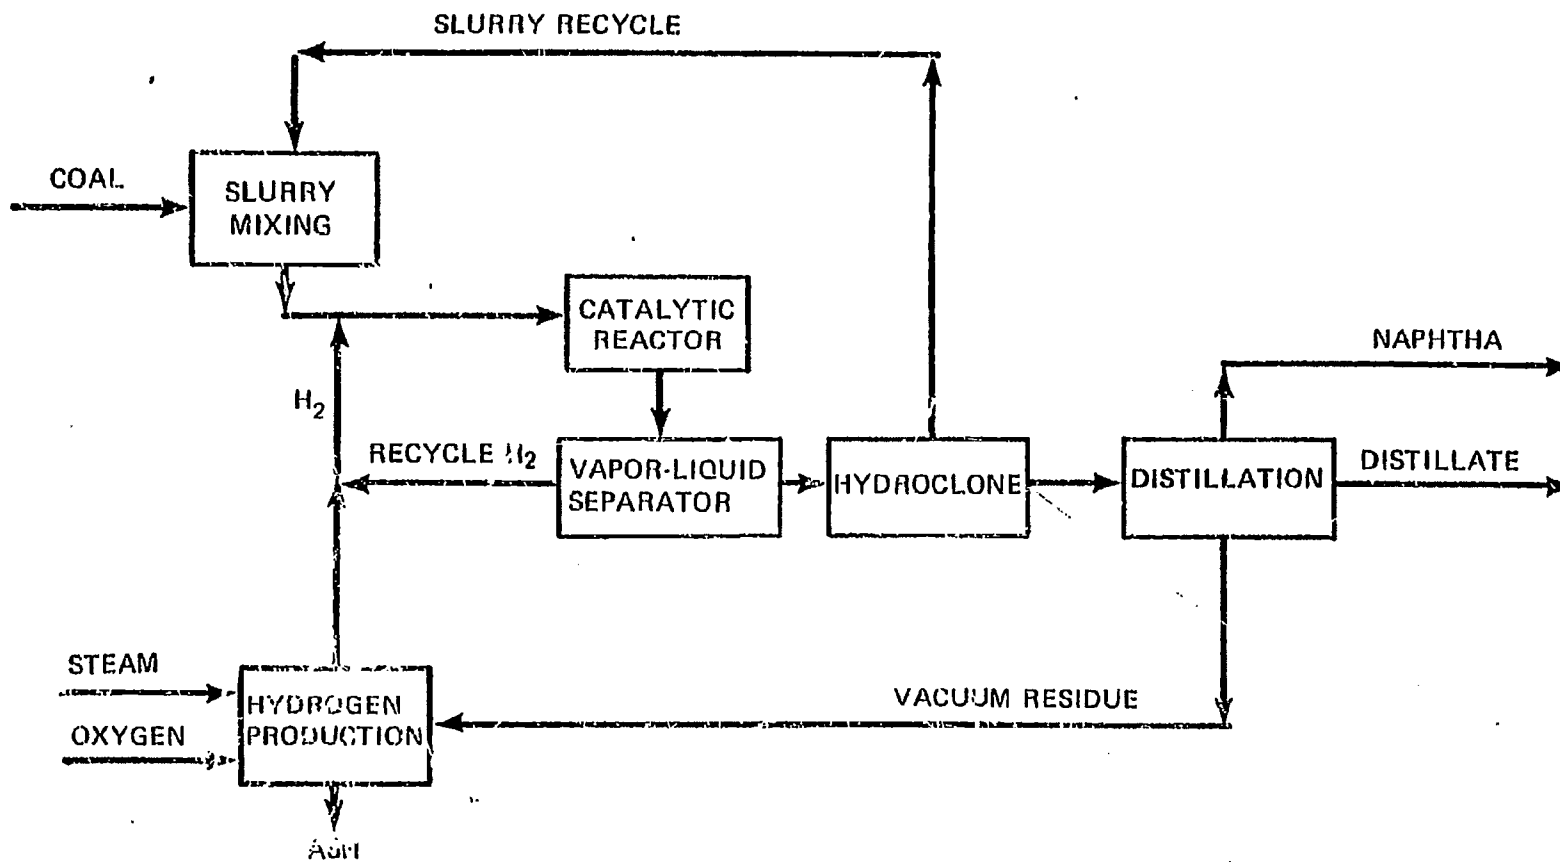 SLURRY RECYCLE
COAL
SLURRY
MIXING
CATALYTIC
REACTOR
NAPHTHA
H2
RECYCLE H2
VAPOR-LIQUID
SEPARATOR
HYDROCLONE
DISTILLATION
DISTILLATE
STEAM
HYDROGEN
PRODUCTION
OXYGEN
VACUUM RESIDUE
ASH